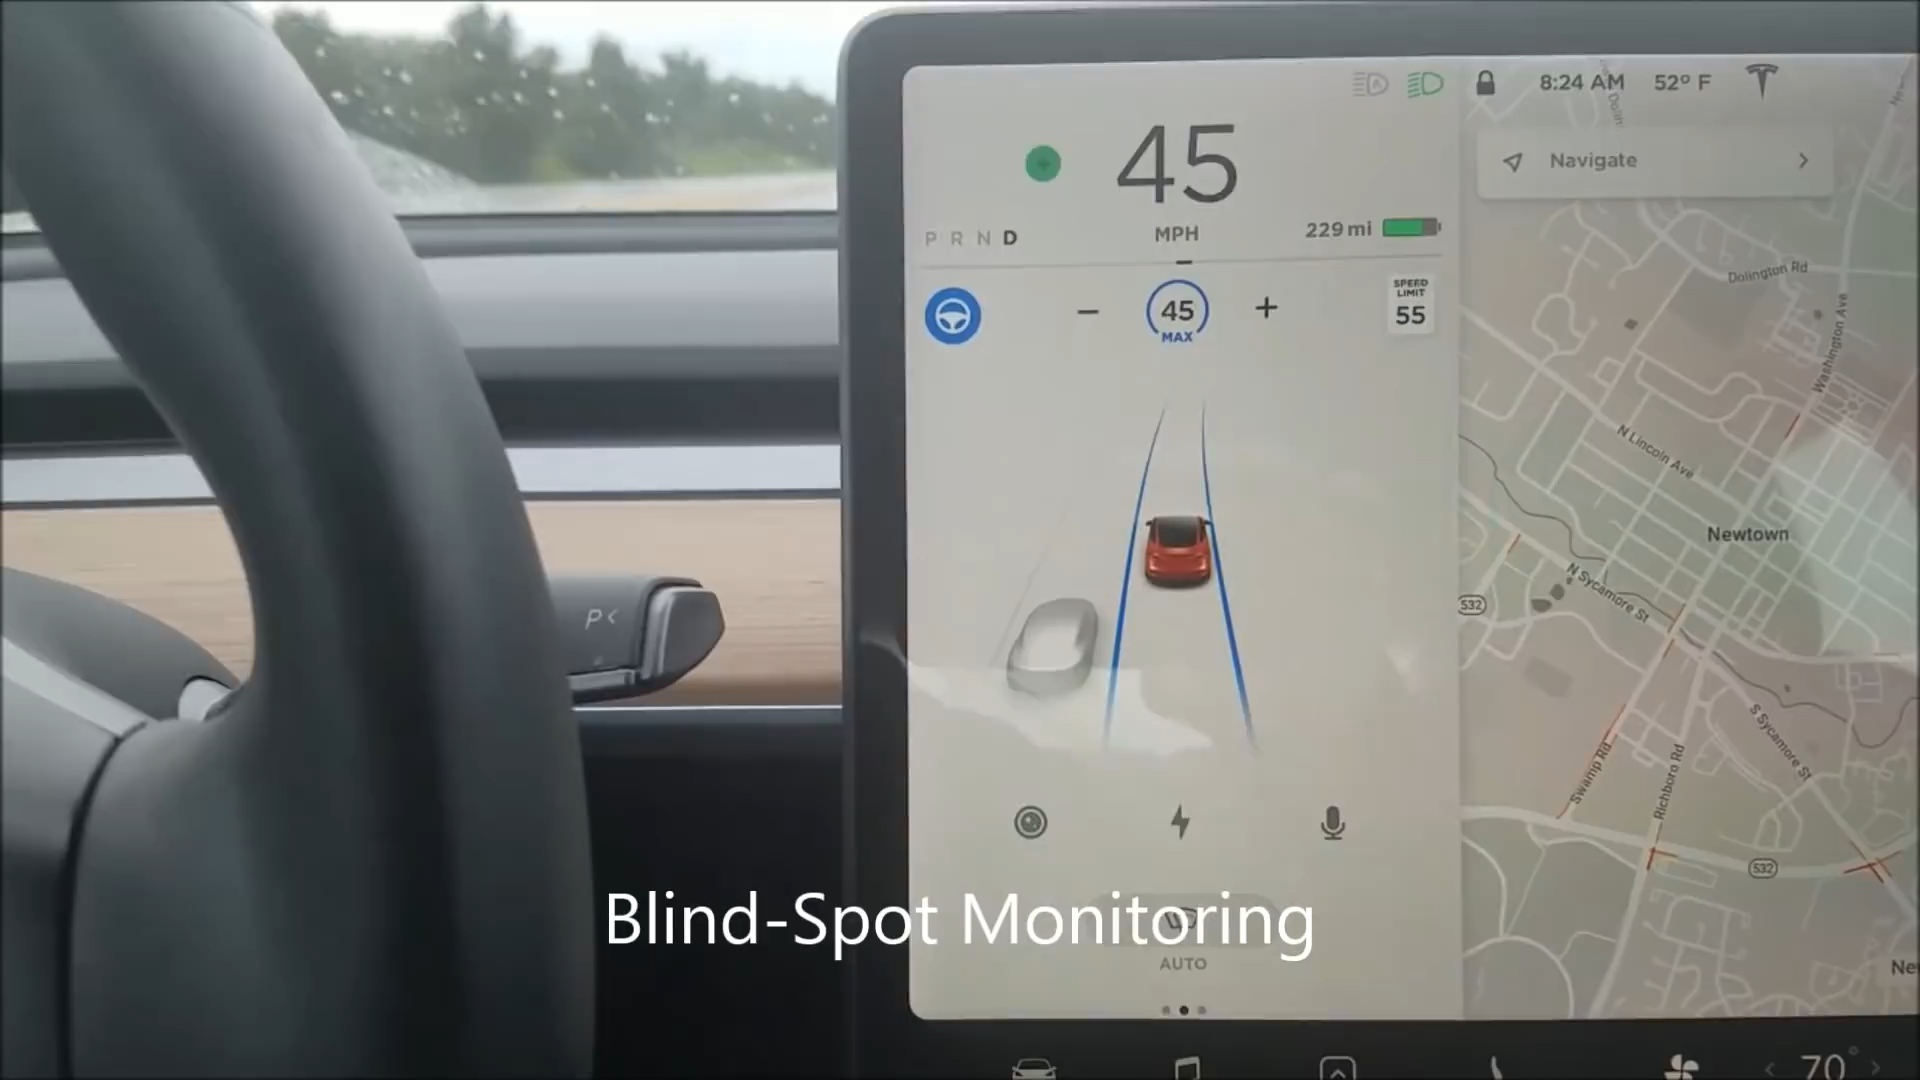 8:24 AM 52° F
45
MPH
P R N D
229 mi
45
MAX
SPEED
LIMIT
55
Navigate
Dolington Rd
Washington Ave
N Lincoln Ave
Newtown
N Sycamore St
532
S Sycamore St
Swamp Rd
Richboro Rd
532
P<
Blind-Spot Monitoring
AUTO
70°